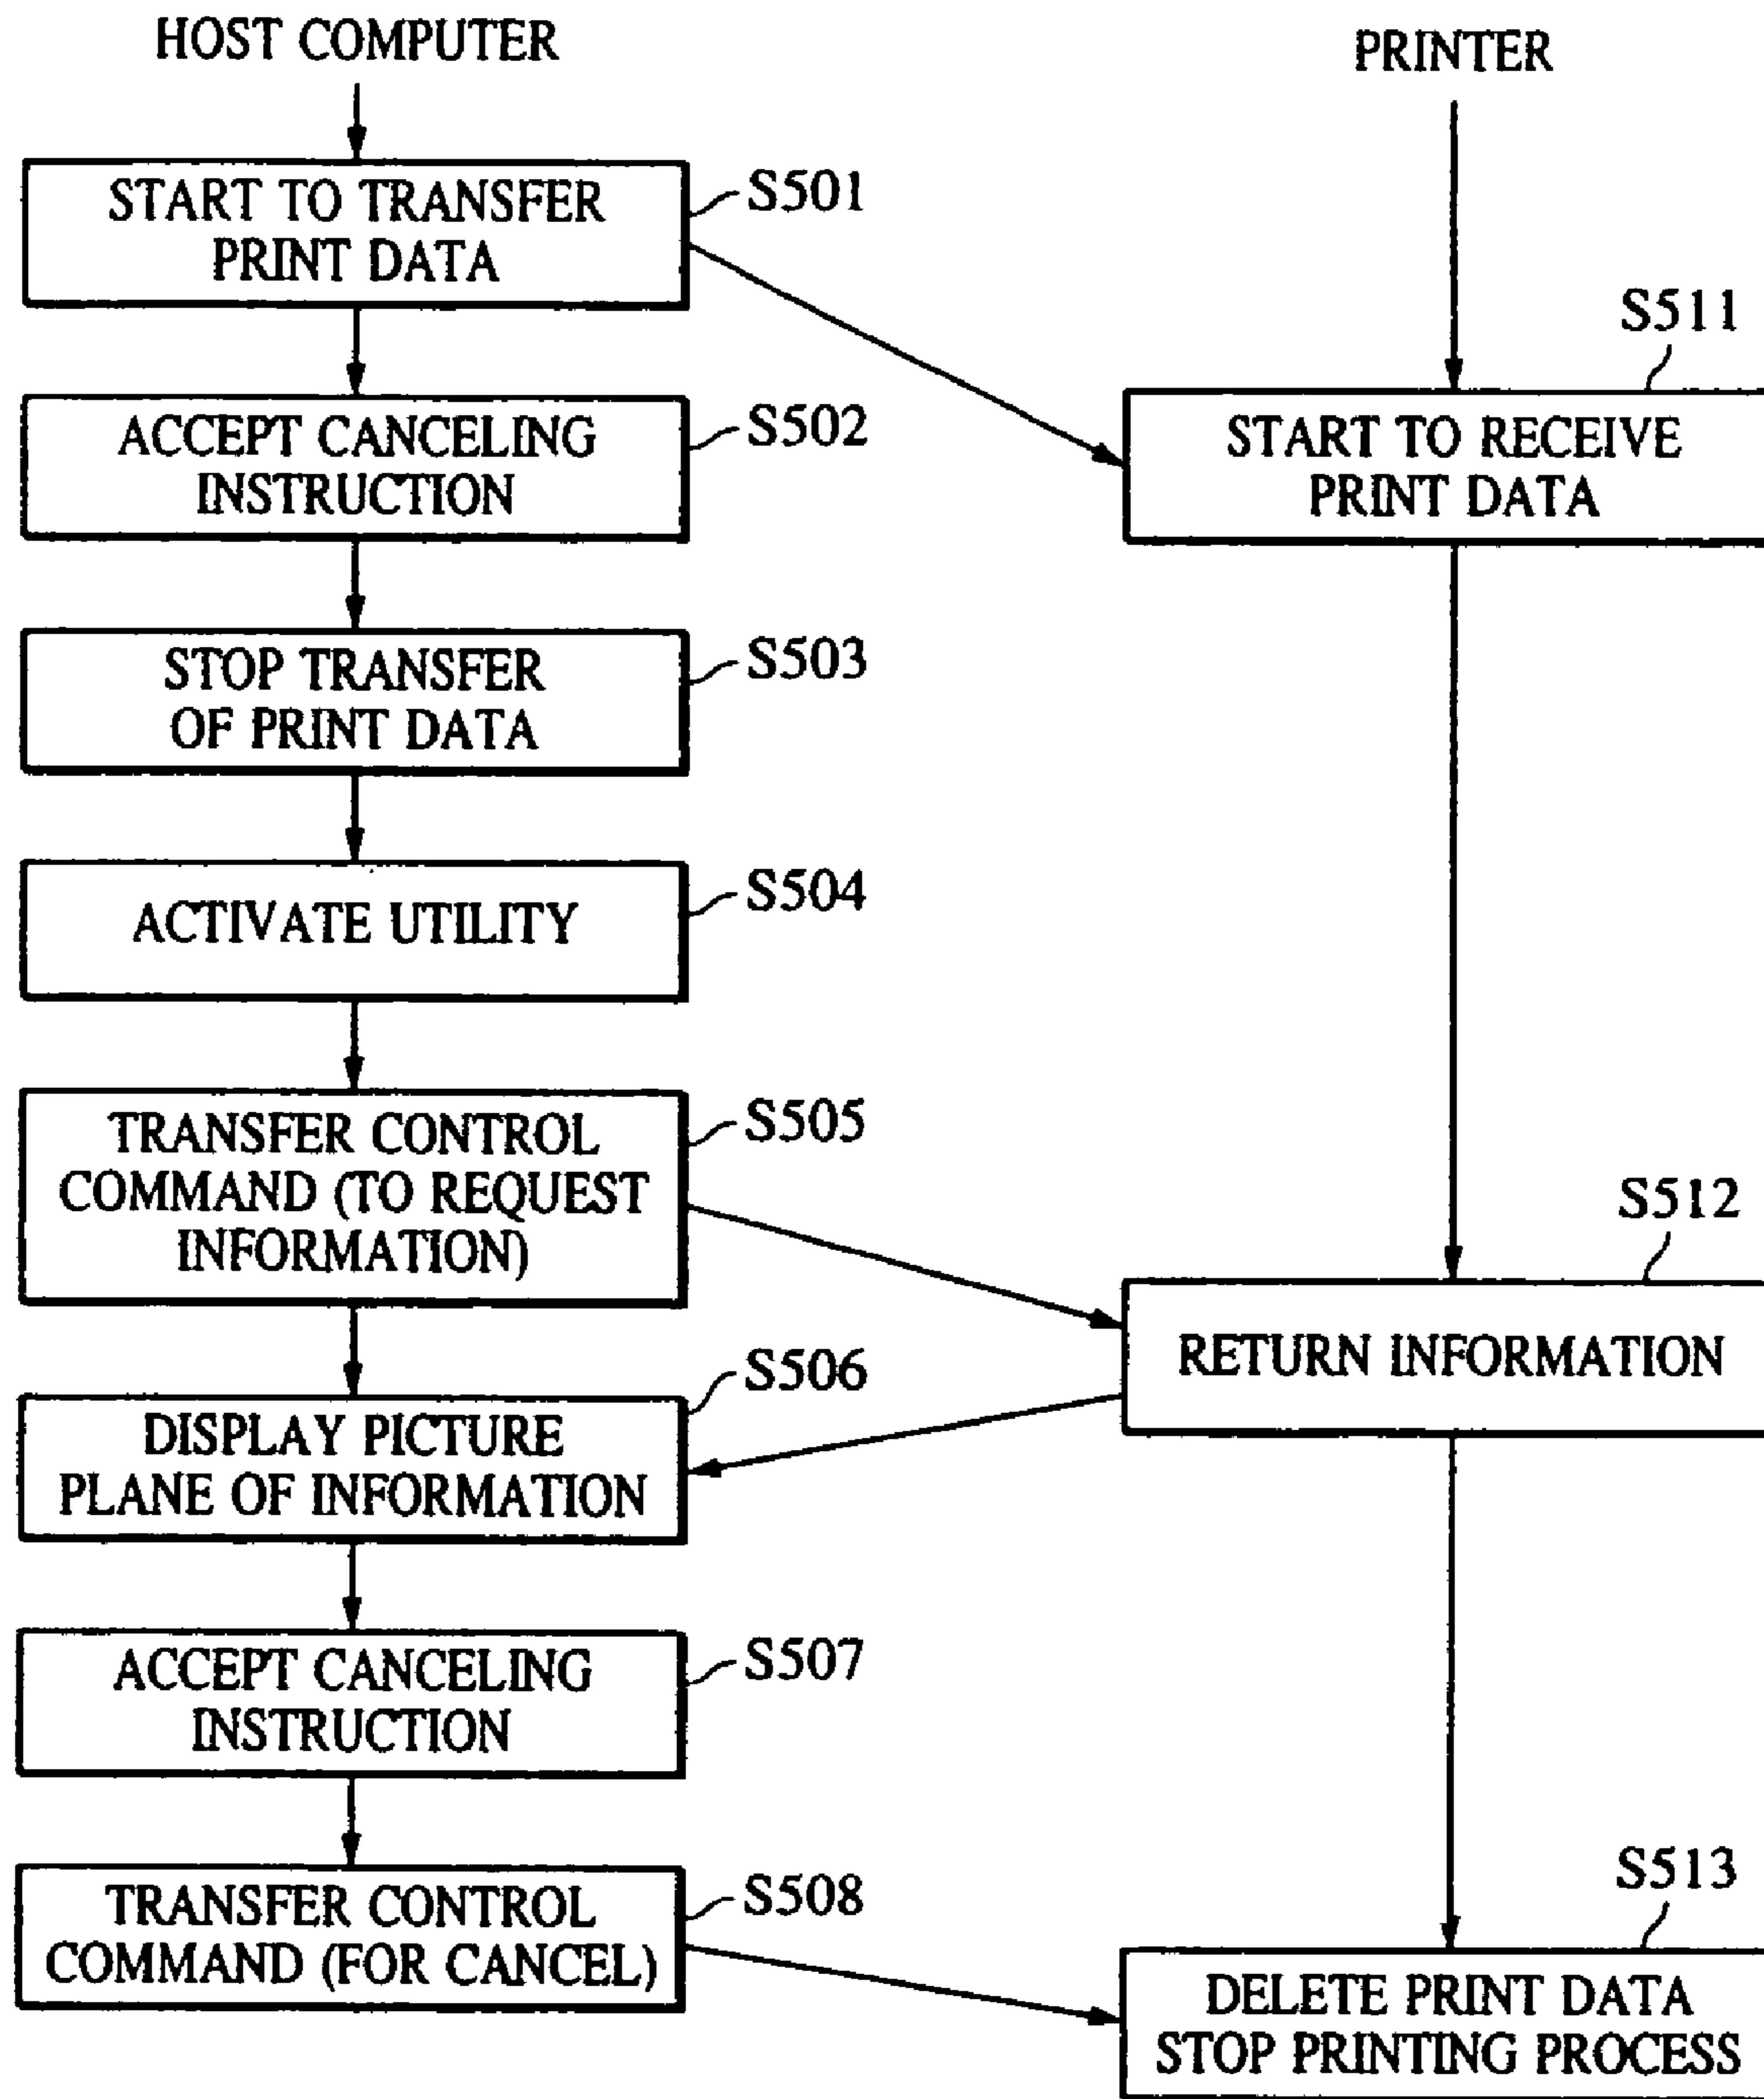 HOST COMPUTER
START TO TRANSFER
PRINT DATA
S501
ACCEPT CANCELING
INSTRUCTION
S502
STOP TRANSFER
OF PRINT DATA
S503
ACTIVATE UTILITY
S504
TRANSFER CONTROL
COMMAND (TO REQUEST
INFORMATION)
S505
DISPLAY PICTURE
PLANE OF INFORMATION
S506
ACCEPT CANCELING
INSTRUCTION
S507
TRANSFER CONTROL
COMMAND (FOR CANCEL)
S508
PRINTER
S511
START TO RECEIVE
PRINT DATA
S512
RETURN INFORMATION
S513
DELETE PRINT DATA
STOP PRINTING PROCESS